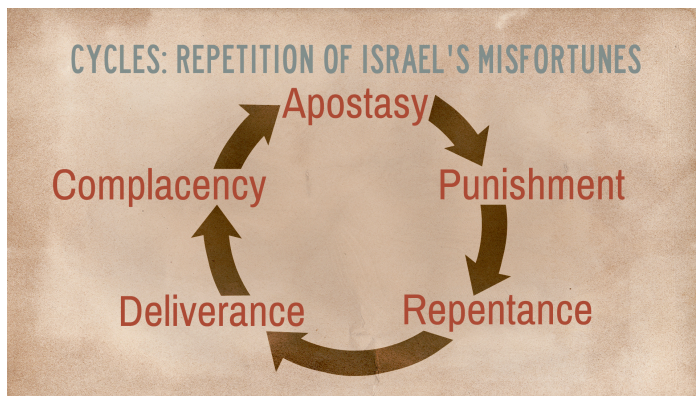 CYCLES: REPETITION OF ISRAEL'S MISFORTUNES
Apostasy
Punishment
Repentance
Deliverance
Complacency